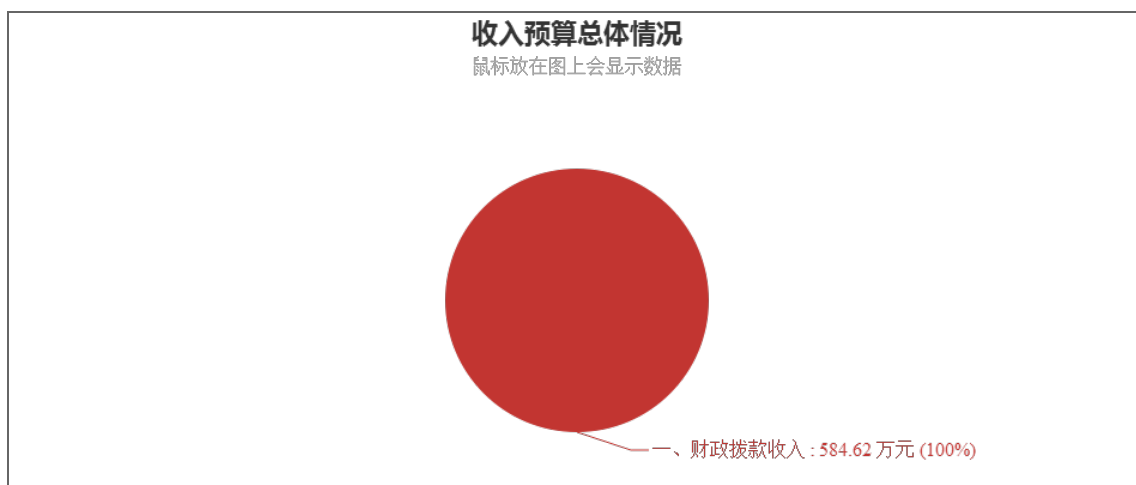 收入预算总体情况
鼠标放在图上会显示数据
一、财政拨款收入 : 584.62 万元 (100%)